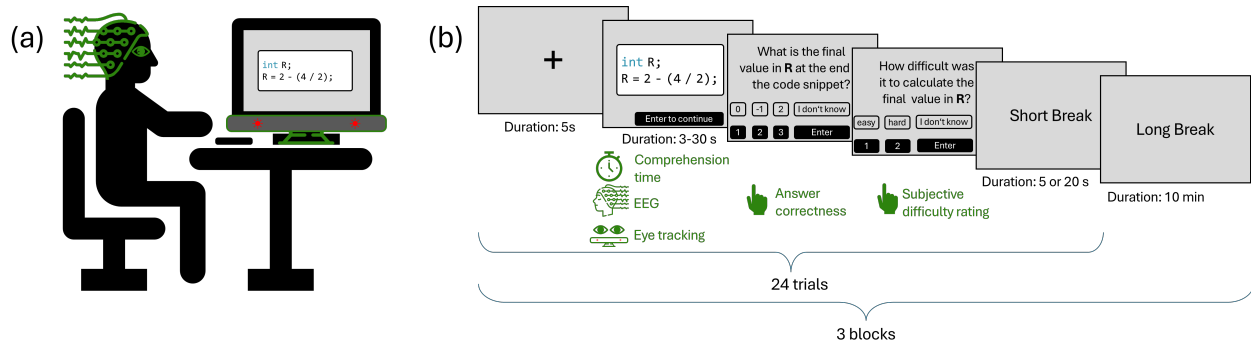 (a)
int R;
R = 2 - (4 / 2);
(b)
+
Duration: 5s
int R;
R = 2 - (4 / 2);
Enter to continue
Duration: 3-30 s
Comprehension
time
EEG
Eye tracking
What is the final
value in R at the end
the code snippet?
0 -1 2 I don't know
1 2 3 Enter
Answer
correctness
How difficult was
it to calculate the
final value in R?
easy hard I don't know
1 2 Enter
Subjective
difficulty rating
Short Break
Duration: 5 or 20 s
Long Break
Duration: 10 min
24 trials
3 blocks